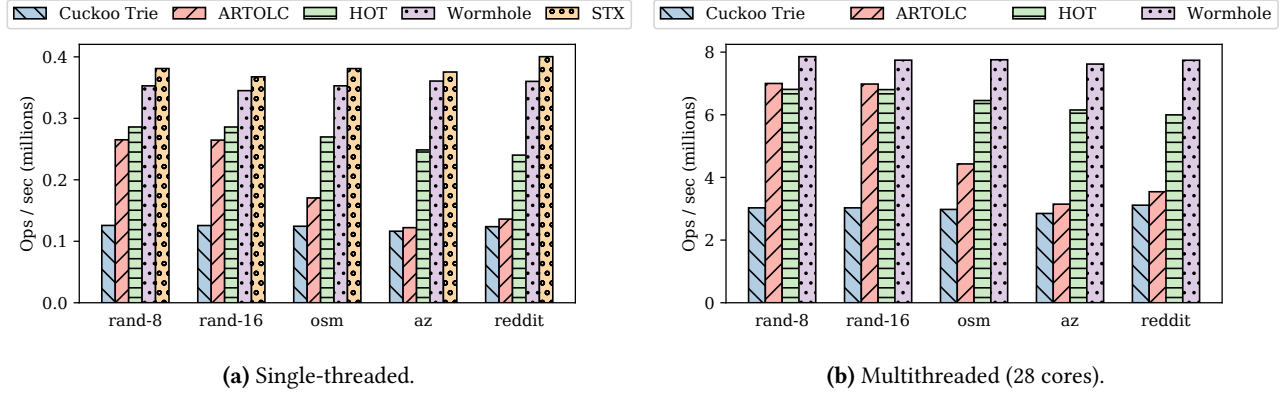 Cuckoo Trie ARTOLC HOT Wormhole STX
Ops / sec (millions)
0.4
0.3
0.2
0.1
0.0
rand-8 rand-16 osm az reddit
(a) Single-threaded.
Cuckoo Trie ARTOLC HOT Wormhole
Ops / sec (millions)
8
6
4
2
0
rand-8 rand-16 osm az reddit
(b) Multithreaded (28 cores).